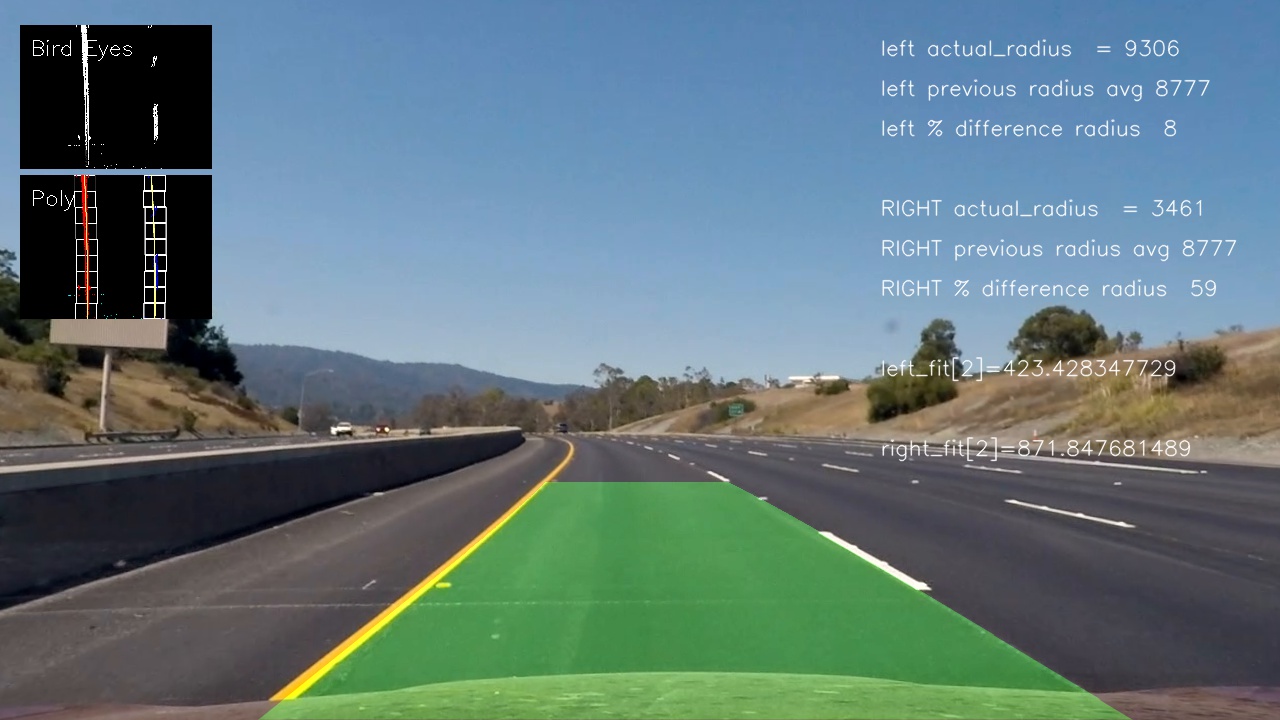 Bird Eyes
Poly
left actual_radius = 9306
left previous radius avg 8777
left % difference radius 8
RIGHT actual_radius = 3461
RIGHT previous radius avg 8777
RIGHT % difference radius 59
left_fit[2]=423.428347729
right_fit[2]=871.847681489